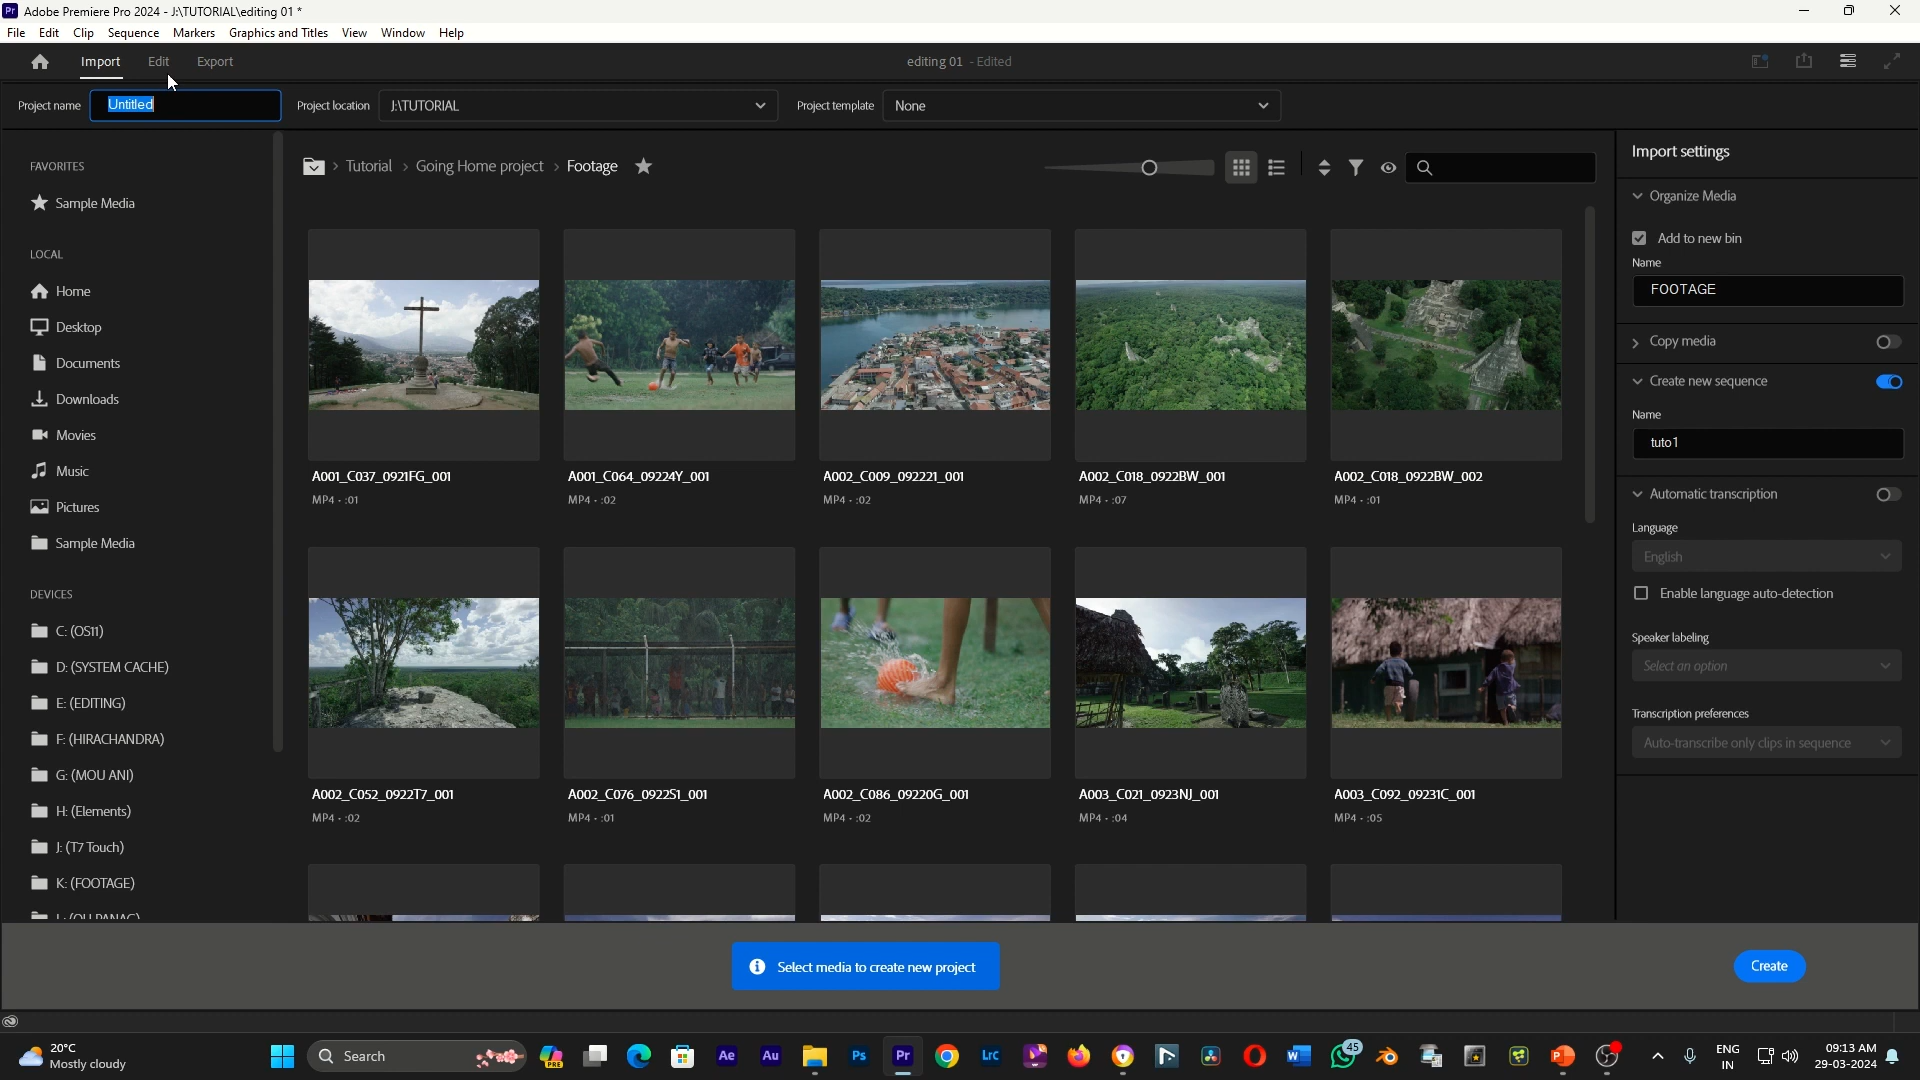 Adobe Premiere Pro 2024 - J:\TUTORIAL\editing 01 *
File Edit Clip Sequence Markers Graphics and Titles View Window Help
Import Edit Export
editing 01 - Edited
Project name Untitled Project location J:\TUTORIAL Project template None
FAVORITES
Sample Media
LOCAL
Home
Desktop
Documents
Downloads
Movies
Music
Pictures
Sample Media
DEVICES
C: (OS11)
D: (SYSTEM CACHE)
E: (EDITING)
F: (HIRACHANDRA)
G: (MOU ANI)
H: (Elements)
J: (T7 Touch)
K: (FOOTAGE)
Tutorial > Going Home project > Footage
A001_C037_0921FG_001
MP4 - :01
A001_C064_09224Y_001
MP4 - :02
A002_C009_092221_001
MP4 - :02
A002_C018_0922BW_001
MP4 - :07
A002_C018_0922BW_002
MP4 - :01
A002_C052_0922T7_001
MP4 - :02
A002_C076_0922S1_001
MP4 - :01
A002_C086_09220G_001
MP4 - :02
A003_C021_0923NJ_001
MP4 - :04
A003_C092_09231C_001
MP4 - :05
Import settings
Organize Media
Add to new bin
Name
FOOTAGE
Copy media
Create new sequence
Name
tuto1
Automatic transcription
Language
English
Enable language auto-detection
Speaker labeling
Select an option
Transcription preferences
Auto-transcribe only clips in sequence
Select media to create new project
Create
20°C
Mostly cloudy
Search
PRE
Ae
Au
Ps
Pr
Lrc
45
ENG
IN
09:13 AM
29-03-2024